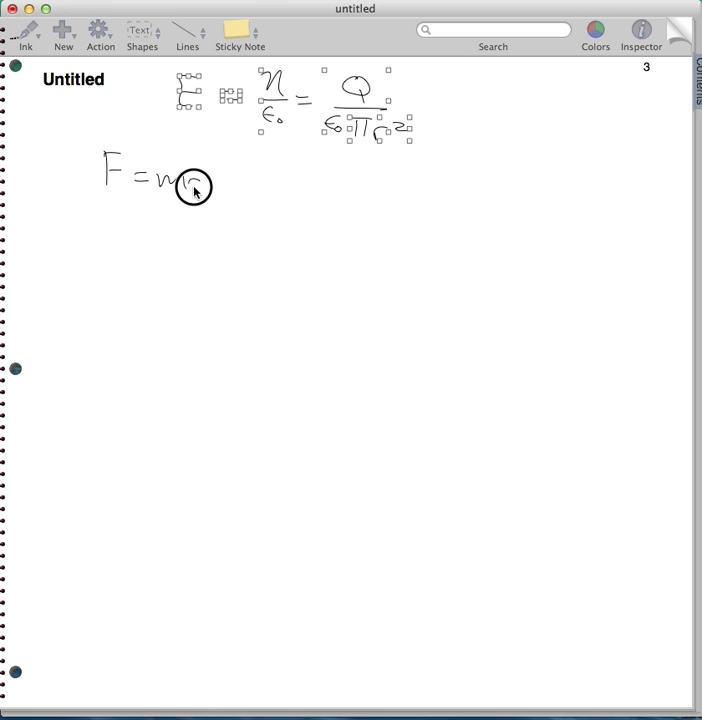 untitled
Ink New Action Text Shapes Lines Sticky Note Search Colors Inspector
Contents
3
Untitled
E = η/ε₀ = Q/ε₀πr²
F = m